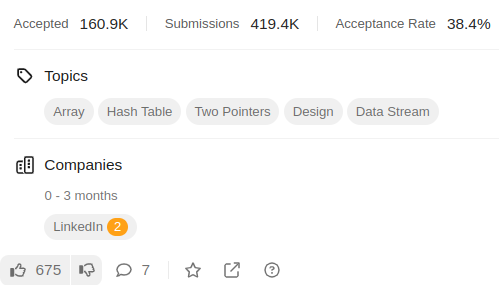 Accepted 160.9K Submissions 419.4K Acceptance Rate 38.4%
Topics
Array Hash Table Two Pointers Design Data Stream
Companies
0 - 3 months
LinkedIn 2
675 7